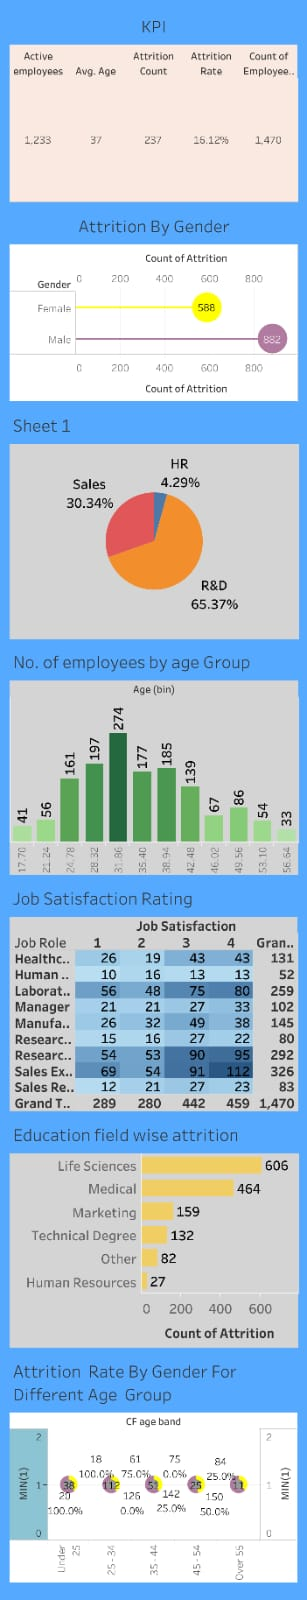 KPI
Active employees Avg. Age Attrition Count Attrition Rate Count of Employee..
1,233 37 237 16.12% 1,470
Attrition By Gender
Count of Attrition
Gender 0 200 400 600 800
Female 588
Male 882
0 200 400 600 800
Count of Attrition
Sheet 1
HR
4.29%
Sales
30.34%
R&D
65.37%
No. of employees by age Group
Age (bin)
41 56 161 197 274 177 185 139 67 86 54 33
17.70 21.24 24.78 28.32 31.86 35.40 38.94 42.48 46.02 49.56 53.10 56.64
Job Satisfaction Rating
Job Satisfaction
Job Role 1 2 3 4 Gran..
Healthc.. 26 19 43 43 131
Human .. 10 16 13 13 52
Laborat.. 56 48 75 80 259
Manager 21 21 27 33 102
Manufa.. 26 32 49 38 145
Researc.. 15 16 27 22 80
Researc.. 54 53 90 95 292
Sales Ex.. 69 54 91 112 326
Sales Re.. 12 21 27 23 83
Grand T.. 289 280 442 459 1,470
Education field wise attrition
Life Sciences 606
Medical 464
Marketing 159
Technical Degree 132
Other 82
Human Resources 27
0 200 400 600
Count of Attrition
Attrition Rate By Gender For
Different Age Group
CF age band
2 2
18 61 75 84
100.0% 75.0% 0.0% 25.0%
MIN(1) 1 38 112 51 25 11 1 MIN(1)
20 126 142 150
100.0% 0.0% 25.0% 50.0%
0 0
Under 25 25 - 34 35 - 44 45 - 54 Over 55